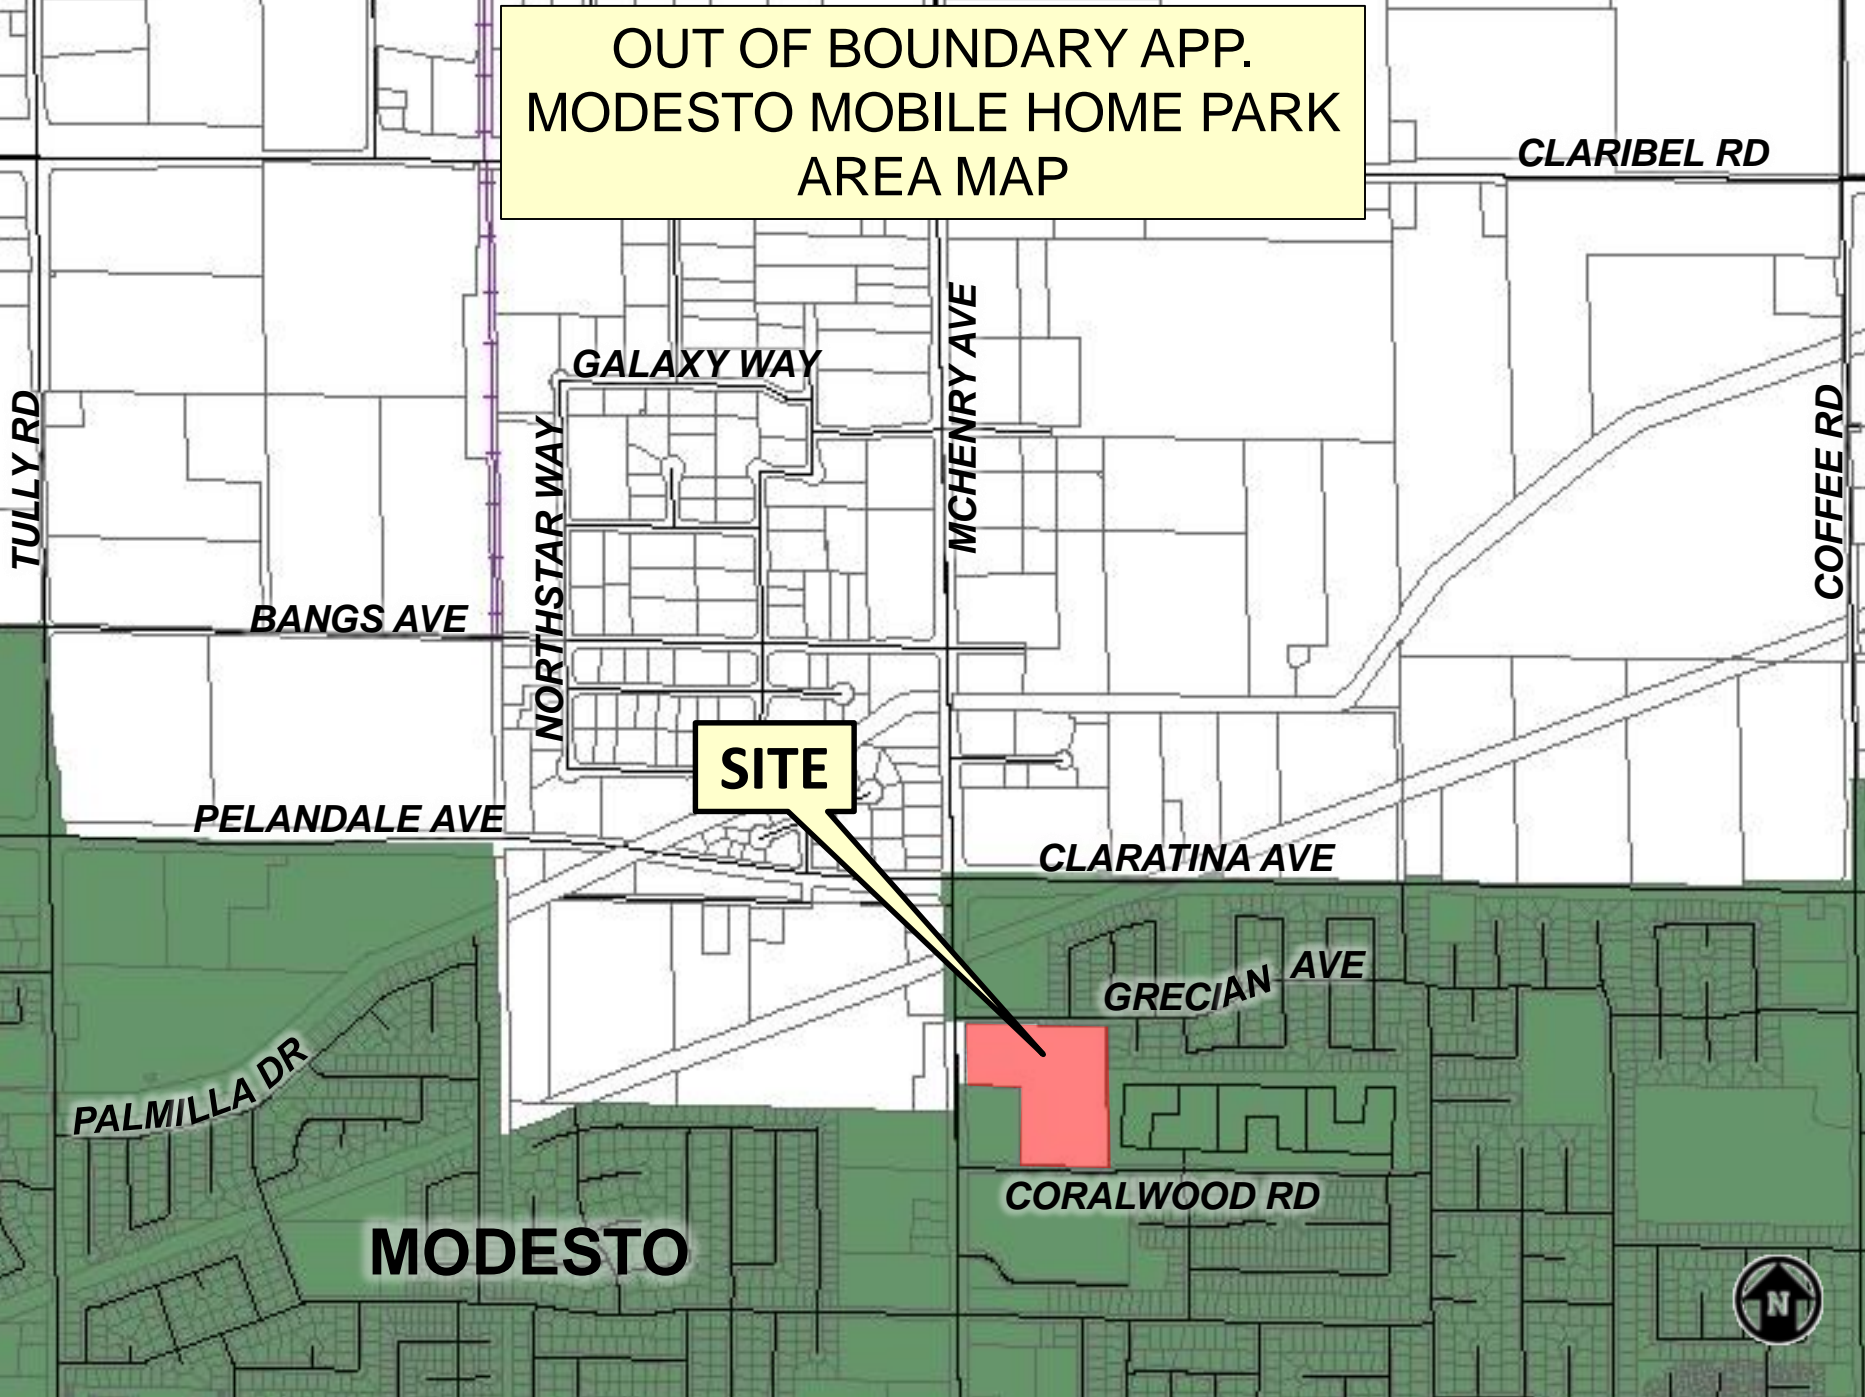 OUT OF BOUNDARY APP.
MODESTO MOBILE HOME PARK
AREA MAP
CLARIBEL RD
MCHENRY AVE
GALAXY WAY
TULLY RD
COFFEE RD
NORTHSTAR WAY
BANGS AVE
SITE
PELANDALE AVE
CLARATINA AVE
GRECIAN AVE
PALMILLA DR
CORALWOOD RD
MODESTO
N